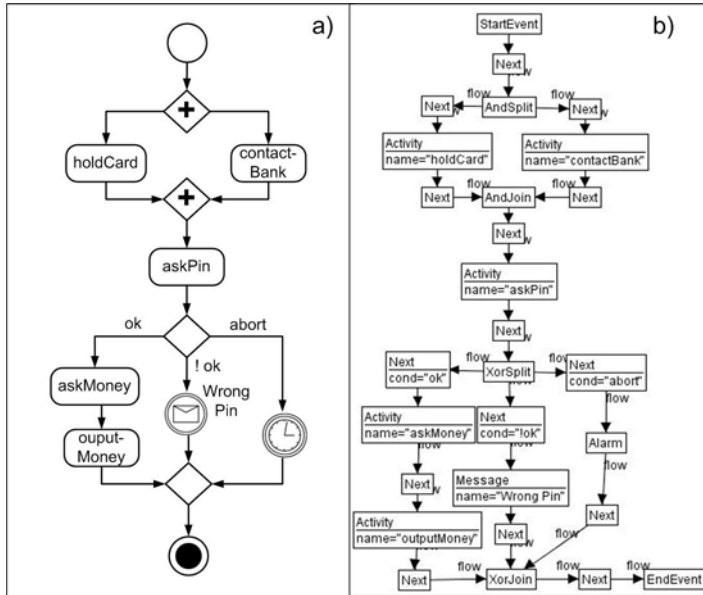 a)
holdCard
contact-
Bank
askPin
ok
abort
! ok
askMoney
Wrong
Pin
ouput-
Money
b)
StartEvent
Next
flow
AndSplit
flow
Next
Next
Activity
name="holdCard"
Activity
name="contactBank"
Next
flow
AndJoin
flow
Next
Next
Activity
name="askPin"
Next
Next
cond="ok"
flow
XorSplit
flow
Next
cond="abort"
flow
Activity
name="askMoney"
Next
cond="!ok"
Alarm
flow
Next
Message
name="Wrong Pin"
Next
Activity
name="outputMoney"
Next
flow
Next
flow
XorJoin
flow
Next
flow
EndEvent